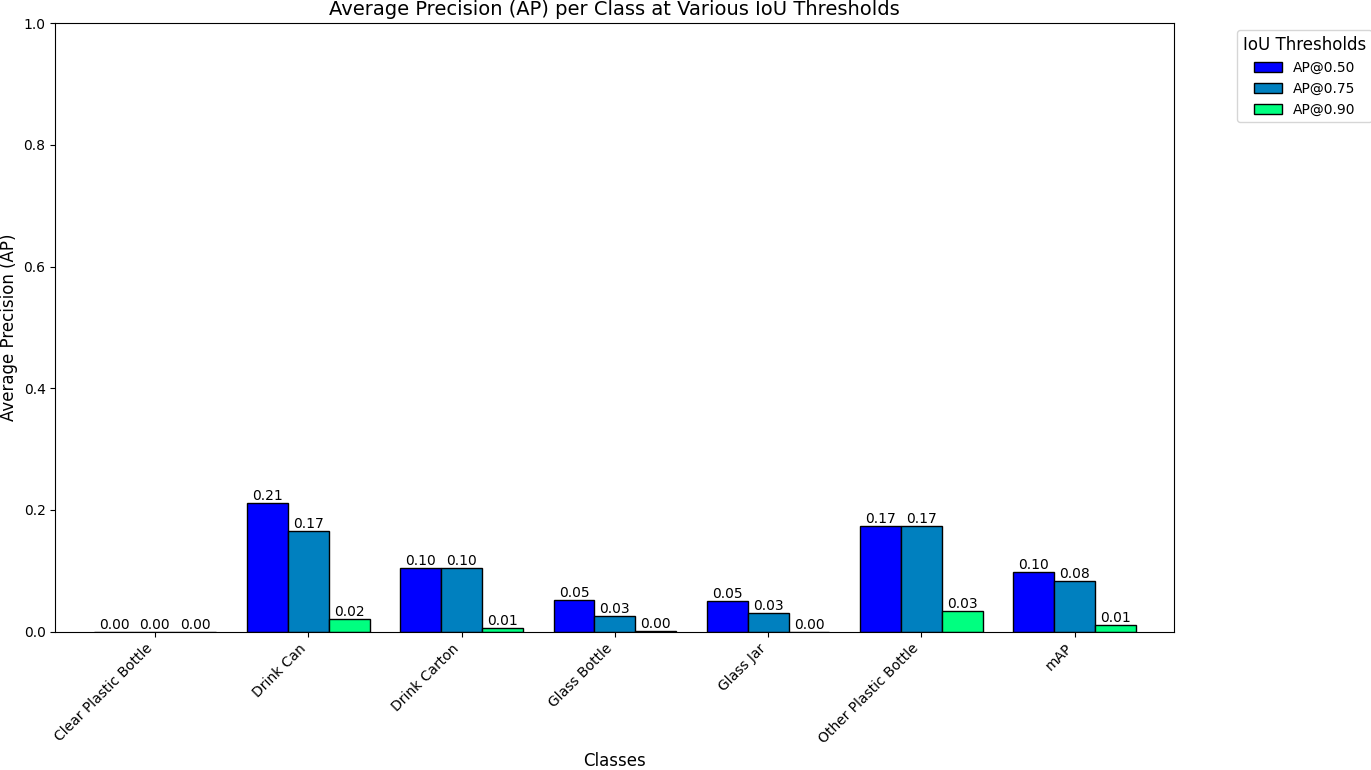 Average Precision (AP) per Class at Various IoU Thresholds
IoU Thresholds
AP@0.50
AP@0.75
AP@0.90
Average Precision (AP)
1.0
0.8
0.6
0.4
0.2
0.0
0.00 0.00 0.00
0.21 0.17 0.02
0.10 0.10 0.01
0.05 0.03 0.00
0.05 0.03 0.00
0.17 0.17 0.03
0.10 0.08 0.01
Clear Plastic Bottle
Drink Can
Drink Carton
Glass Bottle
Glass Jar
Other Plastic Bottle
mAP
Classes